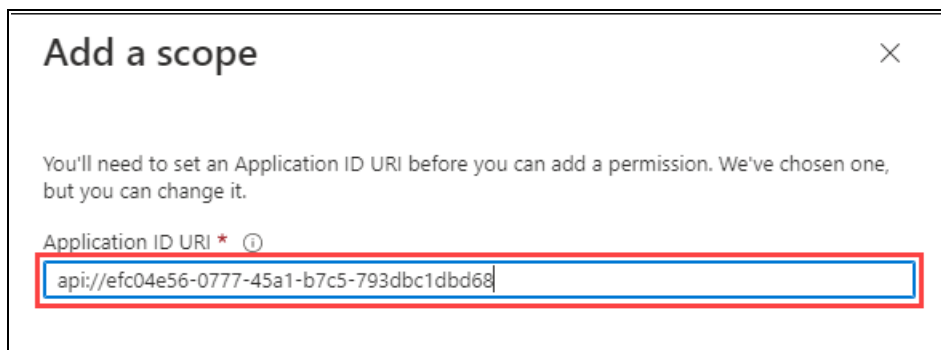 Add a scope
You'll need to set an Application ID URI before you can add a permission. We've chosen one,
but you can change it.
Application ID URI *
api://efc04e56-0777-45a1-b7c5-793dbc1dbd68